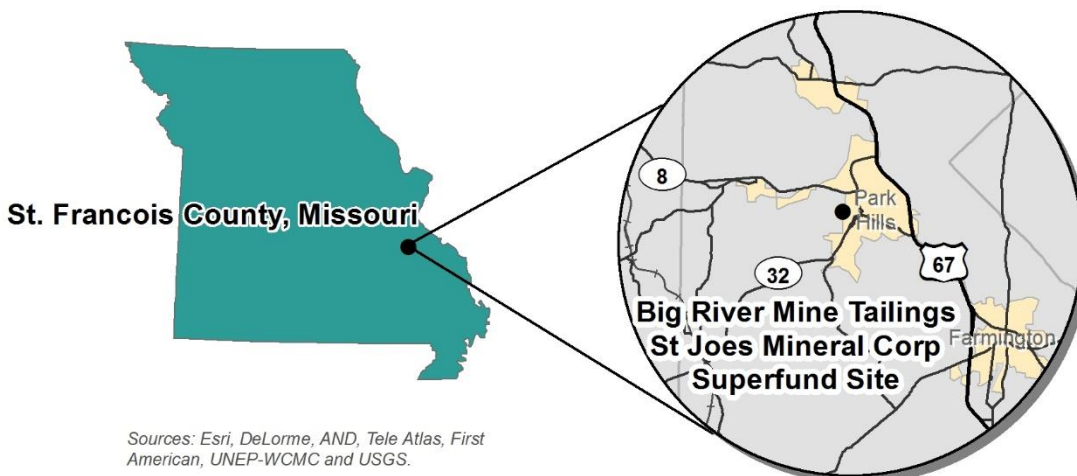 St. Francois County, Missouri
Sources: Esri, DeLorme, AND, Tele Atlas, First
American, UNEP-WCMC and USGS.
8
Park
Hills
32
67
Big River Mine Tailings
St Joes Mineral Corp
Superfund Site
Farmington